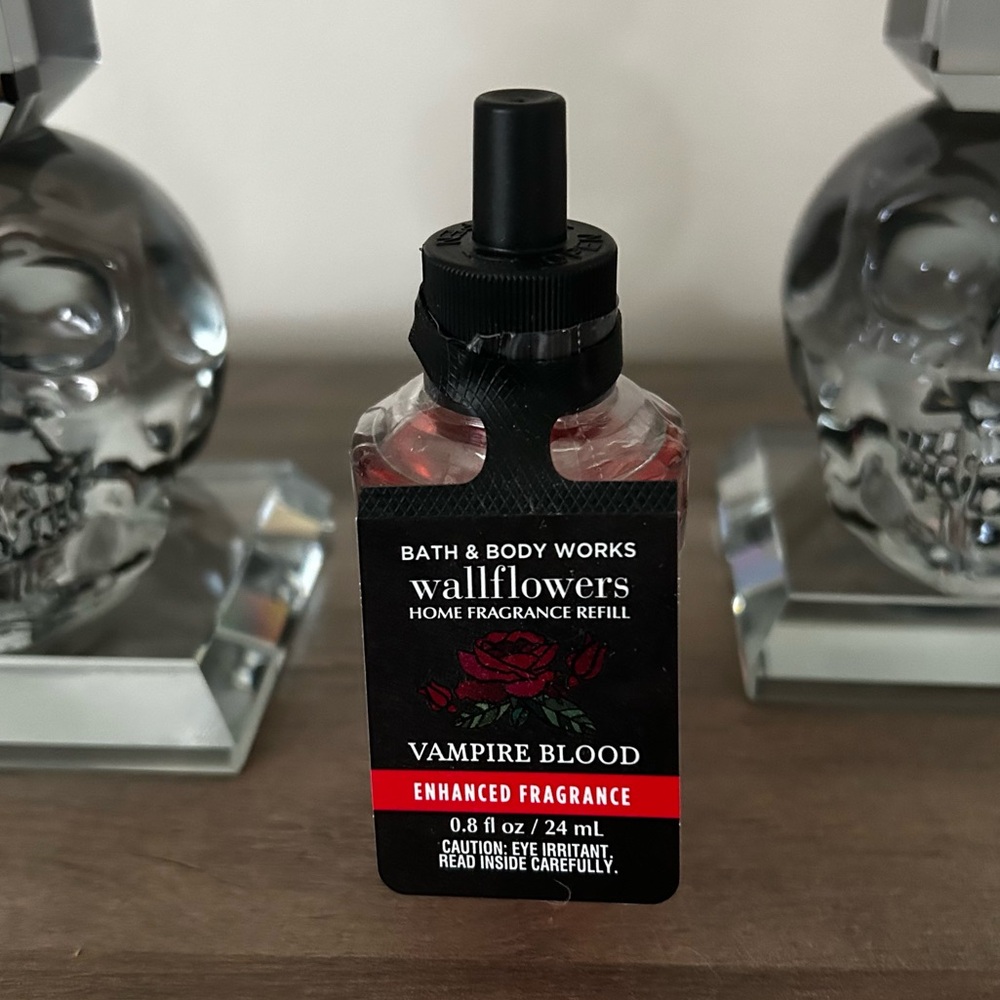 OPEN
BATH & BODY WORKS
wallflowers
HOME FRAGRANCE REFILL
VAMPIRE BLOOD
ENHANCED FRAGRANCE
0.8 fl oz / 24 mL
CAUTION: EYE IRRITANT,
READ INSIDE CAREFULLY.